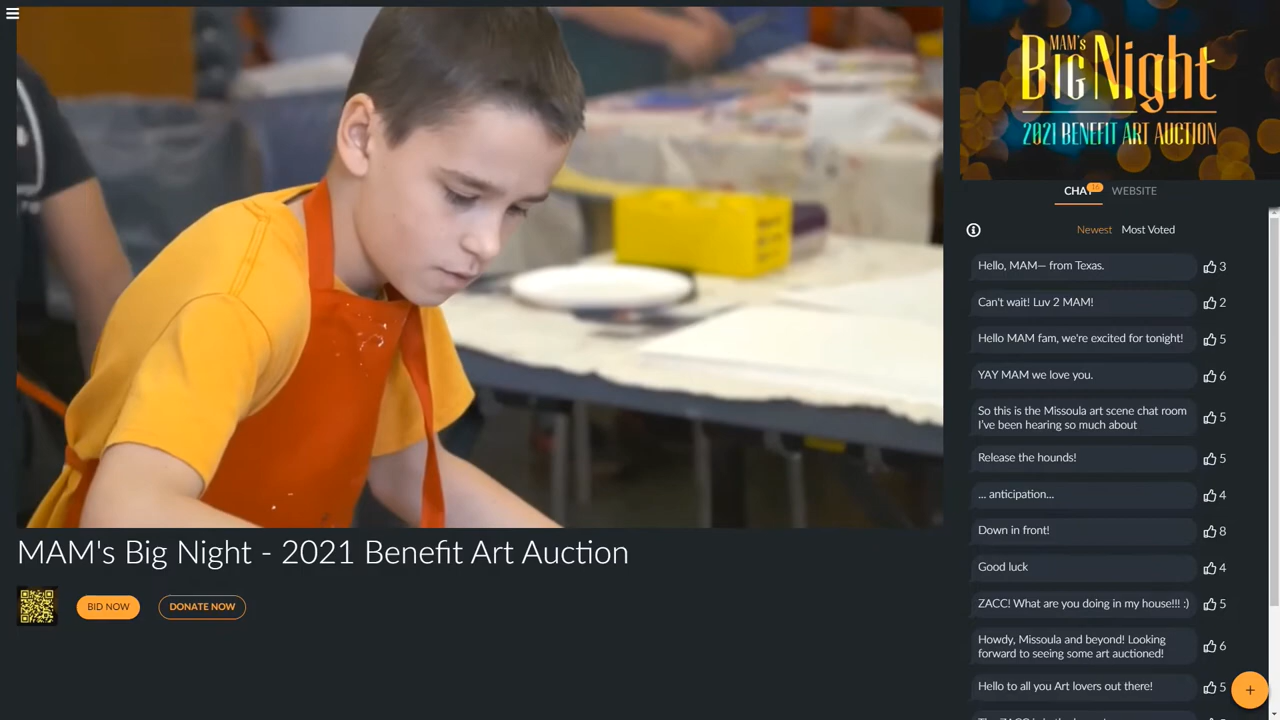 MAM's
Big Night
2021 BENEFIT ART AUCTION
CHAT
16
WEBSITE
Newest
Most Voted
Hello, MAM— from Texas.
3
Can't wait! Luv 2 MAM!
2
Hello MAM fam, we're excited for tonight!
5
YAY MAM we love you.
6
So this is the Missoula art scene chat room
I've been hearing so much about
5
Release the hounds!
5
... anticipation...
4
Down in front!
8
Good luck
4
ZACC! What are you doing in my house!!! :)
5
Howdy, Missoula and beyond! Looking
forward to seeing some art auctioned!
6
Hello to all you Art lovers out there!
5
MAM's Big Night - 2021 Benefit Art Auction
BID NOW
DONATE NOW